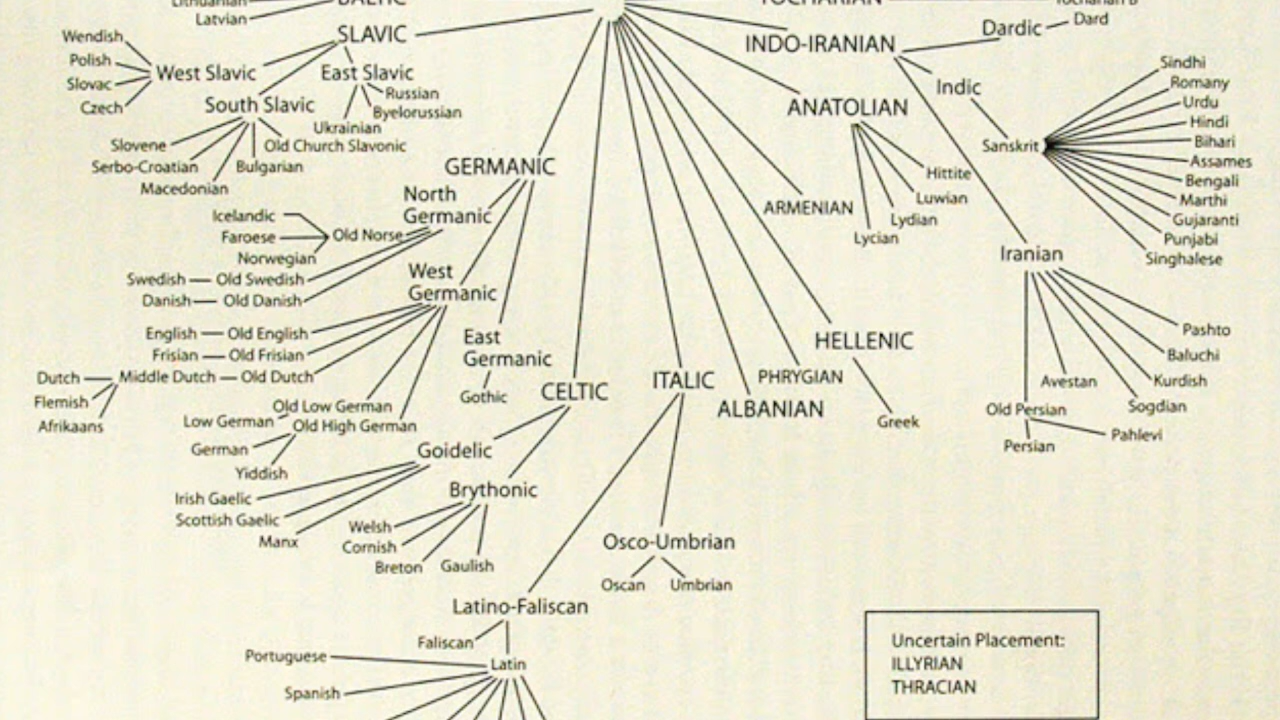 Lithuanian
BALTIC
TOCHARIAN
Tocharian B
Latvian
Dardic
Dard
Wendish
SLAVIC
INDO-IRANIAN
Polish
West Slavic
East Slavic
Slovac
Czech
Russian
Byelorussian
Ukrainian
South Slavic
Old Church Slavonic
Slovene
Serbo-Croatian
Macedonian
Bulgarian
ANATOLIAN
Hittite
Luwian
Lydian
Lycian
Indic
Sanskrit
Sindhi
Romany
Urdu
Hindi
Bihari
Assames
Bengali
Marthi
Gujaranti
Punjabi
Singhalese
GERMANIC
North
Germanic
Icelandic
Faroese
Norwegian
Old Norse
Swedish
Old Swedish
Danish
Old Danish
West
Germanic
English
Old English
Frisian
Old Frisian
Dutch
Middle Dutch
Old Dutch
Flemish
Afrikaans
Old Low German
Low German
Old High German
German
Yiddish
East
Germanic
Gothic
ARMENIAN
Iranian
Pashto
Baluchi
Kurdish
Sogdian
Avestan
Old Persian
Pahlevi
Persian
HELLENIC
Greek
PHRYGIAN
ALBANIAN
CELTIC
ITALIC
Goidelic
Irish Gaelic
Scottish Gaelic
Manx
Brythonic
Welsh
Cornish
Breton
Gaulish
Osco-Umbrian
Oscan
Umbrian
Latino-Faliscan
Faliscan
Latin
Portuguese
Spanish
Uncertain Placement:
ILLYRIAN
THRACIAN